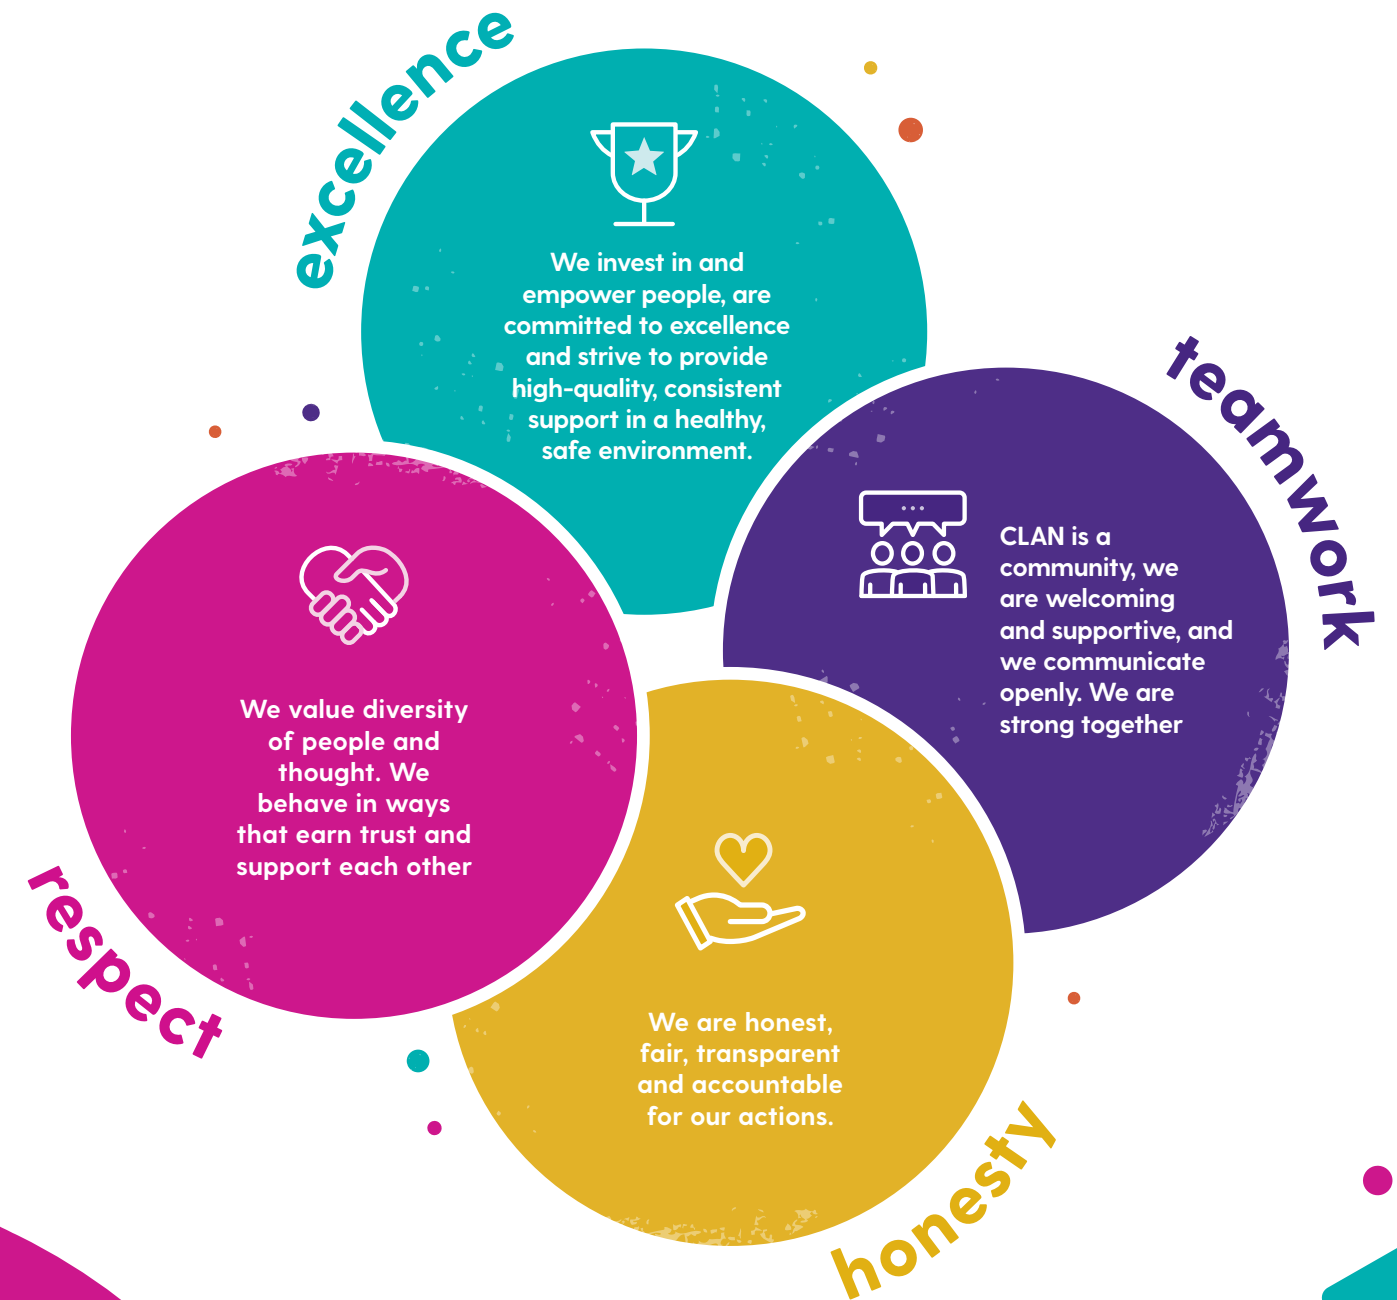 excellence
We invest in and
empower people, are
committed to excellence
and strive to provide
high-quality, consistent
support in a healthy,
safe environment.
teamwork
CLAN is a
community, we
are welcoming
and supportive, and
we communicate
openly. We are
strong together
respect
We value diversity
of people and
thought. We
behave in ways
that earn trust and
support each other
honesty
We are honest,
fair, transparent
and accountable
for our actions.